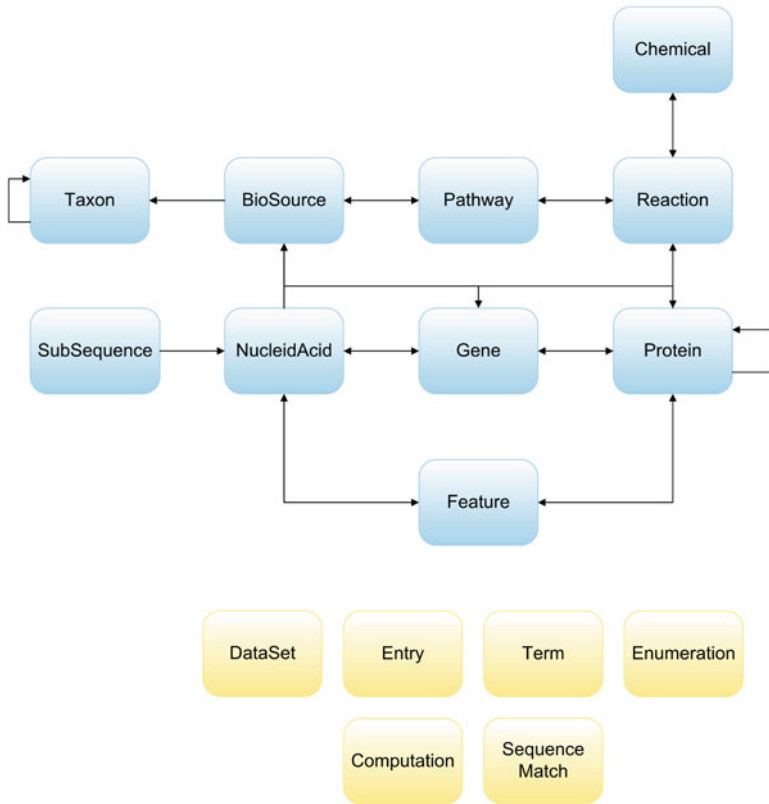 Chemical
Taxon
BioSource
Pathway
Reaction
SubSequence
NucleidAcid
Gene
Protein
Feature
DataSet
Entry
Term
Enumeration
Computation
Sequence
Match